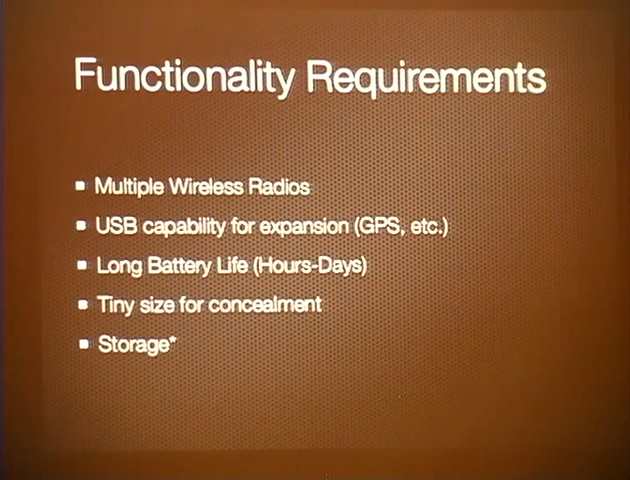 Functionality Requirements
▪ Multiple Wireless Radios
▪ USB capability for expansion (GPS, etc.)
▪ Long Battery Life (Hours-Days)
▪ Tiny size for concealment
▪ Storage*